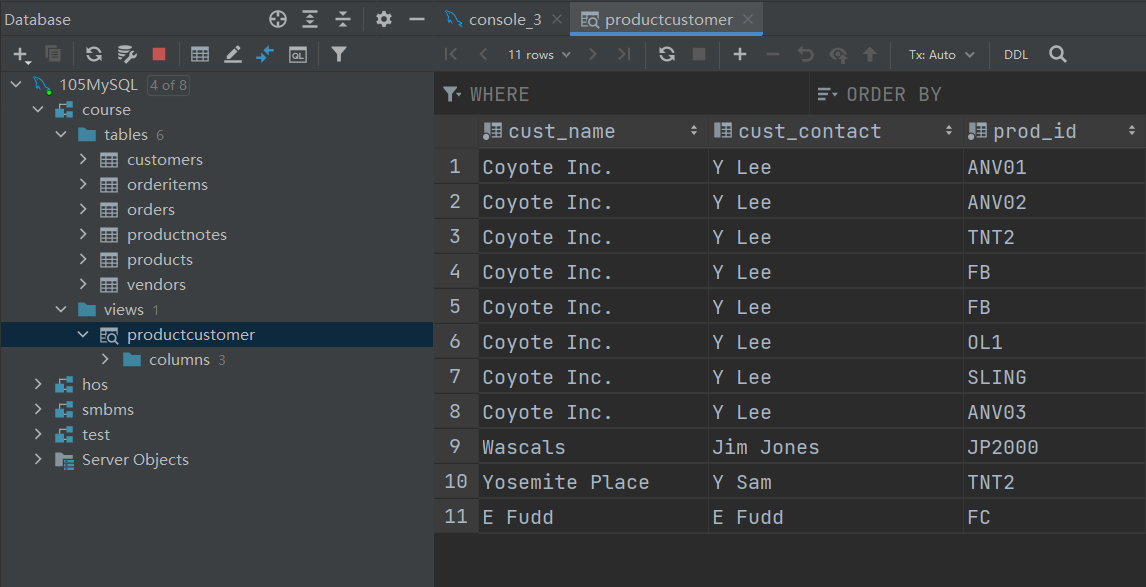 Database
console_3
productcustomer
QL
11 rows
Tx: Auto
DDL
105MySQL 4 of 8
course
tables 6
customers
orderitems
orders
productnotes
products
vendors
views 1
productcustomer
columns 3
hos
smbms
test
Server Objects
WHERE ORDER BY
cust_name cust_contact prod_id
1 Coyote Inc. Y Lee ANV01
2 Coyote Inc. Y Lee ANV02
3 Coyote Inc. Y Lee TNT2
4 Coyote Inc. Y Lee FB
5 Coyote Inc. Y Lee FB
6 Coyote Inc. Y Lee OL1
7 Coyote Inc. Y Lee SLING
8 Coyote Inc. Y Lee ANV03
9 Wascals Jim Jones JP2000
10 Yosemite Place Y Sam TNT2
11 E Fudd E Fudd FC